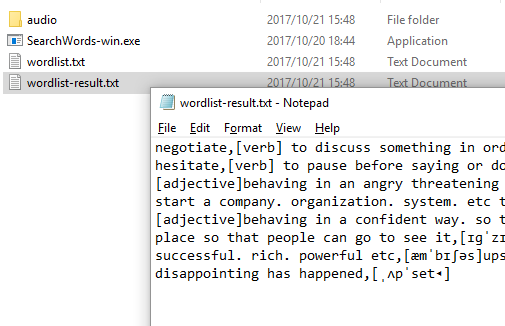 audio 2017/10/21 15:48 File folder
SearchWords-win.exe 2017/10/20 18:44 Application
wordlist.txt 2017/10/21 15:48 Text Document
wordlist-result.txt 2017/10/21 15:48 Text Document
wordlist-result.txt - Notepad
File Edit Format View Help
negotiate,[verb] to discuss something in ord
hesitate,[verb] to pause before saying or do
[adjective]behaving in an angry threatening
start a company. organization. system. etc t
[adjective]behaving in a confident way. so t
place so that people can go to see it,[ɪɡˈzɪ
successful. rich. powerful etc,[æmˈbɪʃəs]ups
disappointing has happened,[ˌʌpˈset◂]